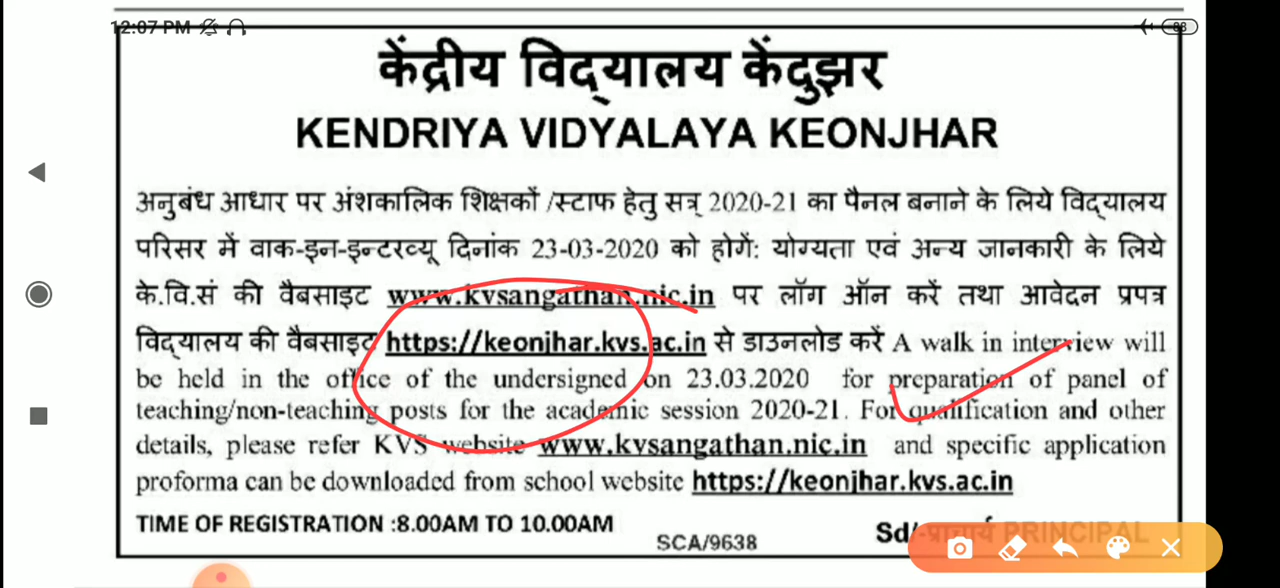 12:07 PM
88
केंद्रीय विद्यालय केंदुझर
KENDRIYA VIDYALAYA KEONJHAR
अनुबंध आधार पर अंशकालिक शिक्षकों /स्टाफ हेतु सत्र् 2020-21 का पैनल बनाने के लिये विद्यालय
परिसर में वाक-इन-इन्टरव्यू दिनांक 23-03-2020 को होगें: योग्यता एवं अन्य जानकारी के लिये
के.वि.सं की वैबसाइट www.kvsangathan.nic.in पर लॉग ऑन करें तथा आवेदन प्रपत्र
विद्यालय की वैबसाइट https://keonjhar.kvs.ac.in से डाउनलोड करें A walk in interview will
be held in the office of the undersigned on 23.03.2020 for preparation of panel of
teaching/non-teaching posts for the academic session 2020-21. For qualification and other
details, please refer KVS website www.kvsangathan.nic.in and specific application
proforma can be downloaded from school website https://keonjhar.kvs.ac.in
TIME OF REGISTRATION :8.00AM TO 10.00AM
SCA/9638
Sd/-प्राचार्य PRINCIPAL